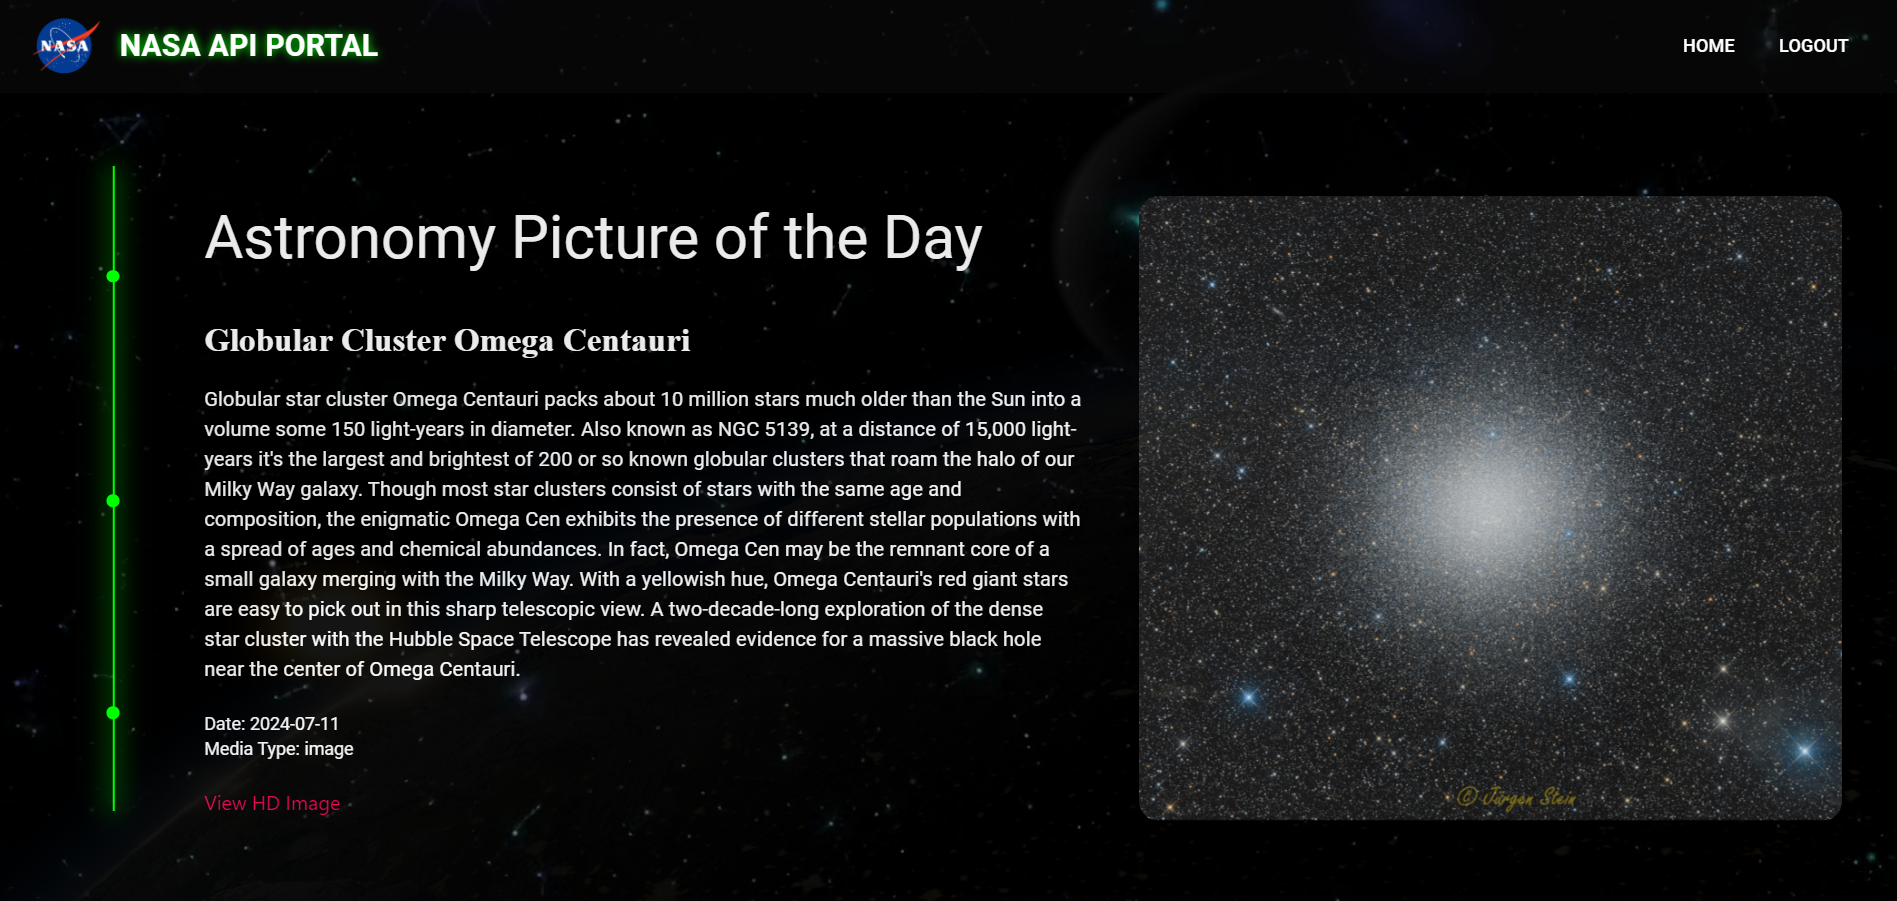 NASA
NASA API PORTAL
HOME
LOGOUT
Astronomy Picture of the Day
Globular Cluster Omega Centauri
Globular star cluster Omega Centauri packs about 10 million stars much older than the Sun into a
volume some 150 light-years in diameter. Also known as NGC 5139, at a distance of 15,000 light-
years it's the largest and brightest of 200 or so known globular clusters that roam the halo of our
Milky Way galaxy. Though most star clusters consist of stars with the same age and
composition, the enigmatic Omega Cen exhibits the presence of different stellar populations with
a spread of ages and chemical abundances. In fact, Omega Cen may be the remnant core of a
small galaxy merging with the Milky Way. With a yellowish hue, Omega Centauri's red giant stars
are easy to pick out in this sharp telescopic view. A two-decade-long exploration of the dense
star cluster with the Hubble Space Telescope has revealed evidence for a massive black hole
near the center of Omega Centauri.
Date: 2024-07-11
Media Type: image
View HD Image
© Jürgen Stein